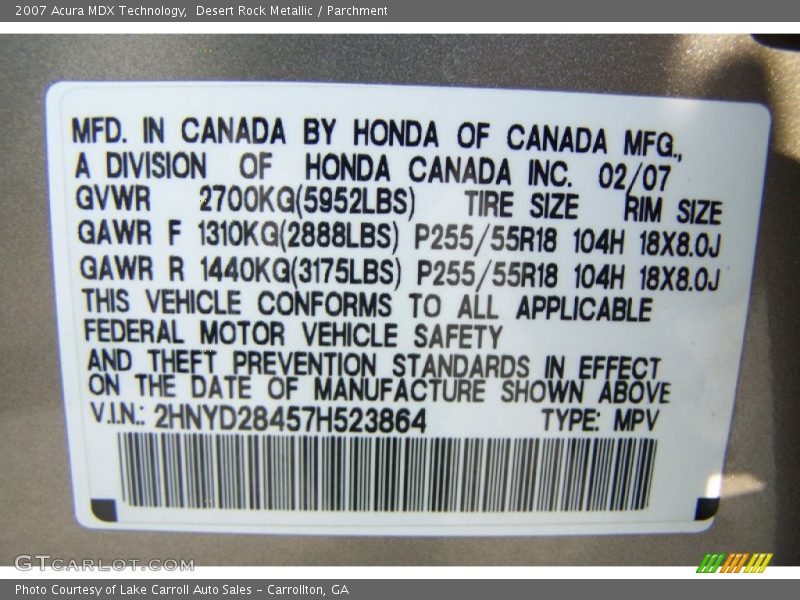 2007 Acura MDX Technology, Desert Rock Metallic / Parchment
MFD. IN CANADA BY HONDA OF CANADA MFG.,
A DIVISION OF HONDA CANADA INC. 02/07
GVWR 2700KG(5952LBS) TIRE SIZE RIM SIZE
GAWR F 1310KG(2888LBS) P255/55R18 104H 18X8.0J
GAWR R 1440KG(3175LBS) P255/55R18 104H 18X8.0J
THIS VEHICLE CONFORMS TO ALL APPLICABLE
FEDERAL MOTOR VEHICLE SAFETY
AND THEFT PREVENTION STANDARDS IN EFFECT
ON THE DATE OF MANUFACTURE SHOWN ABOVE
V.I.N.: 2HNYD28457H523864 TYPE: MPV
GTCarLot.com
Photo Courtesy of Lake Carroll Auto Sales - Carrollton, GA